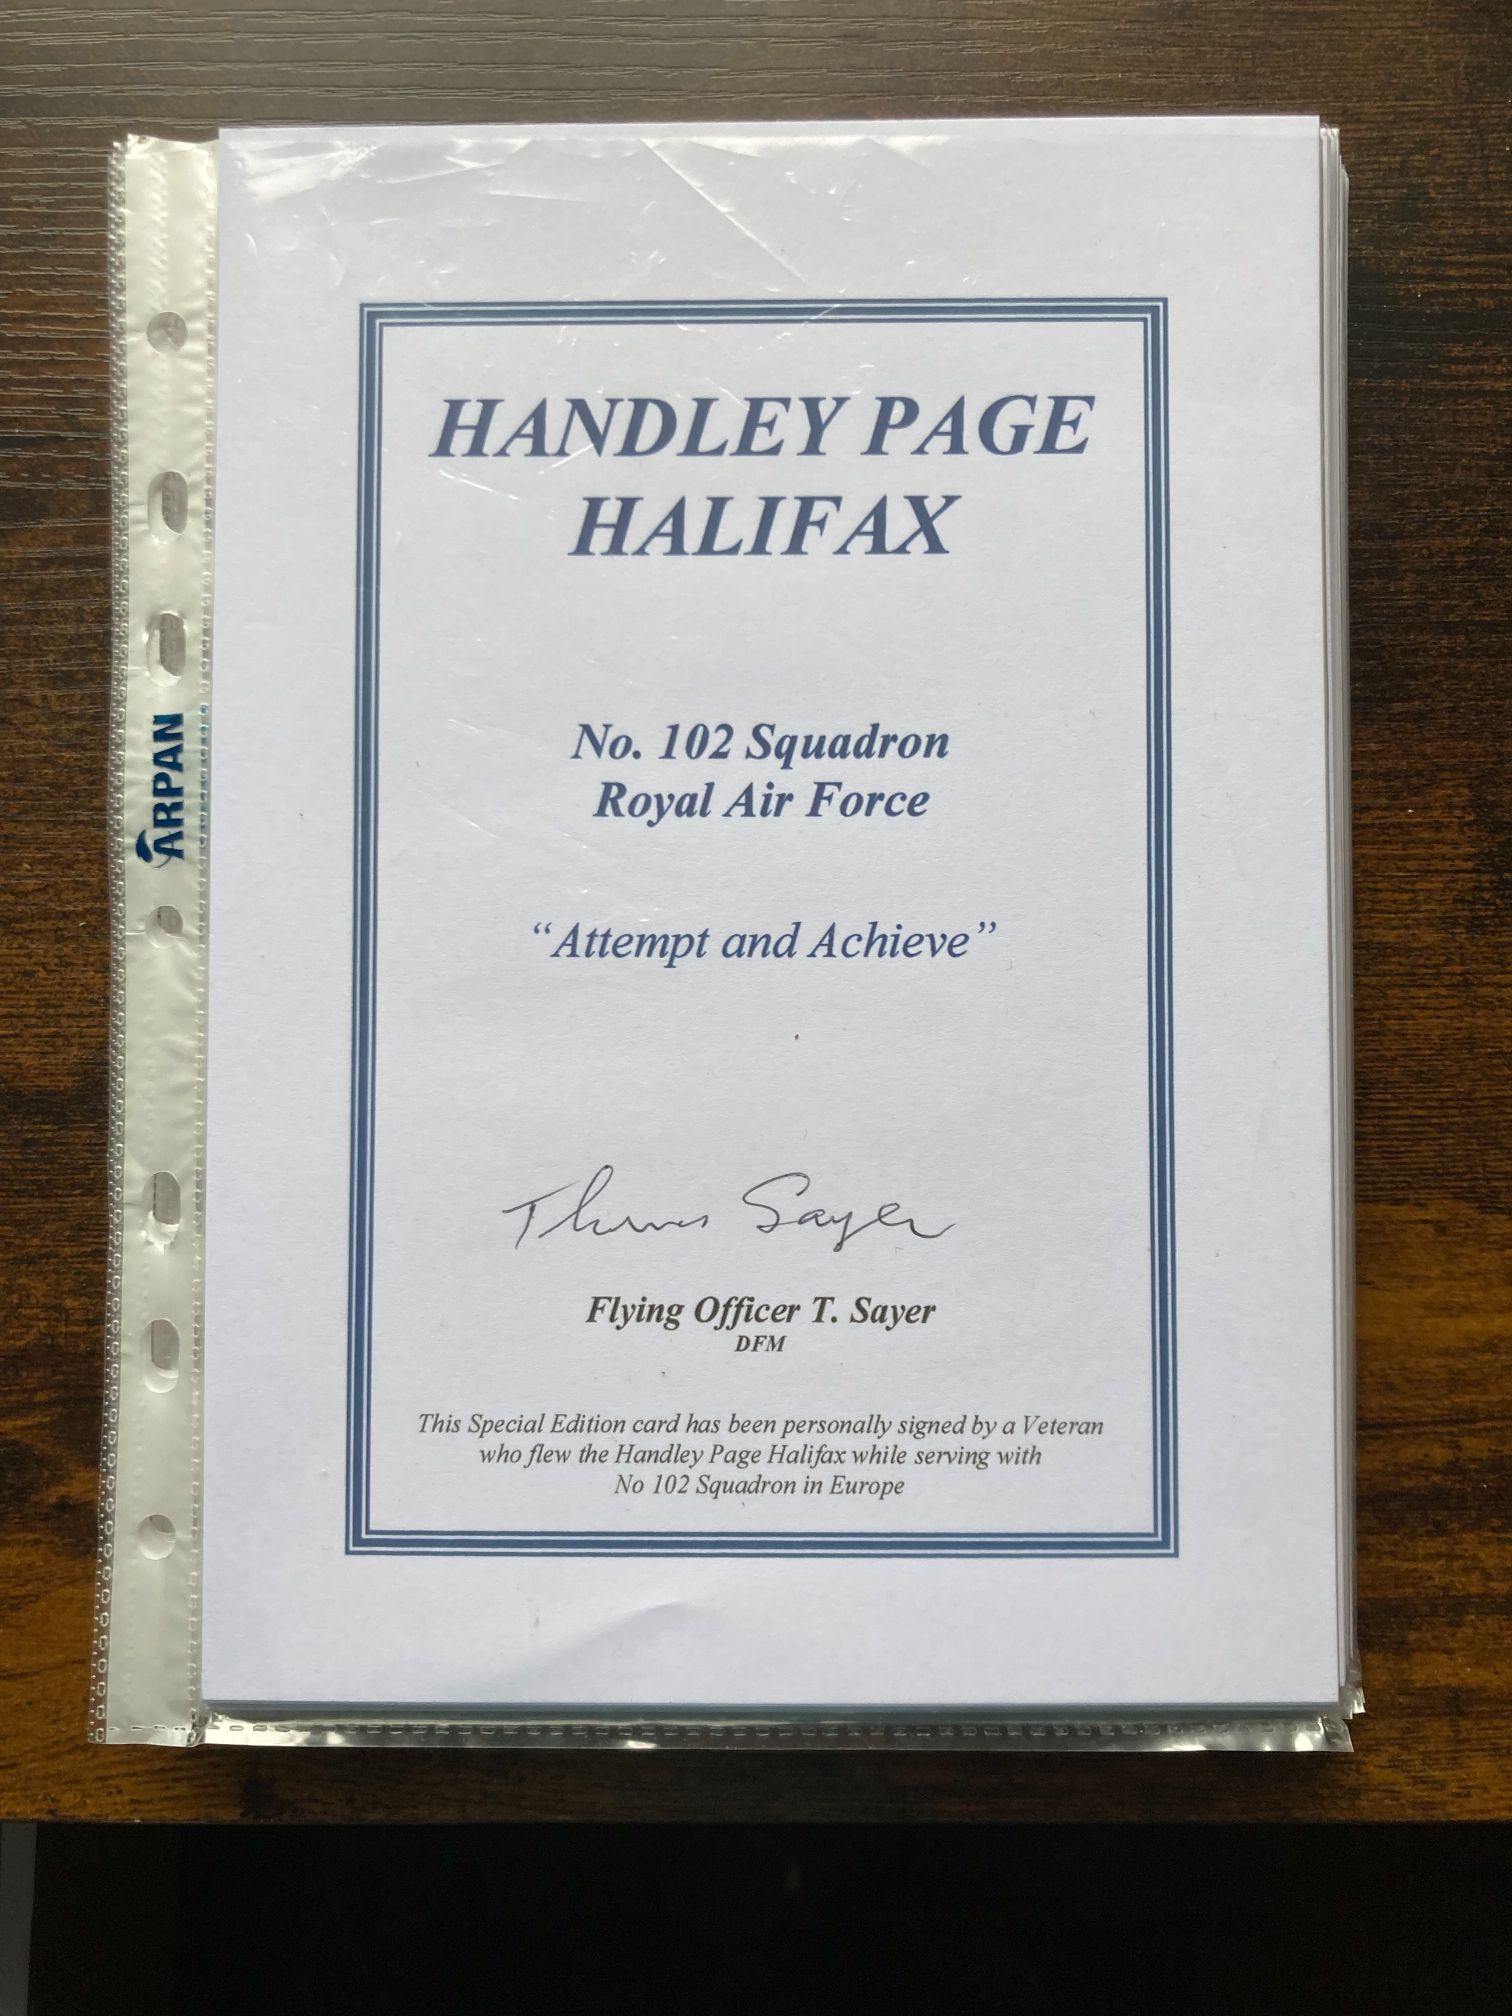 HANDLEY PAGE
HALIFAX
No. 102 Squadron
Royal Air Force
“Attempt and Achieve”
Thomas Sayer
Flying Officer T. Sayer
DFM
This Special Edition card has been personally signed by a Veteran
who flew the Handley Page Halifax while serving with
No 102 Squadron in Europe
ARPAN